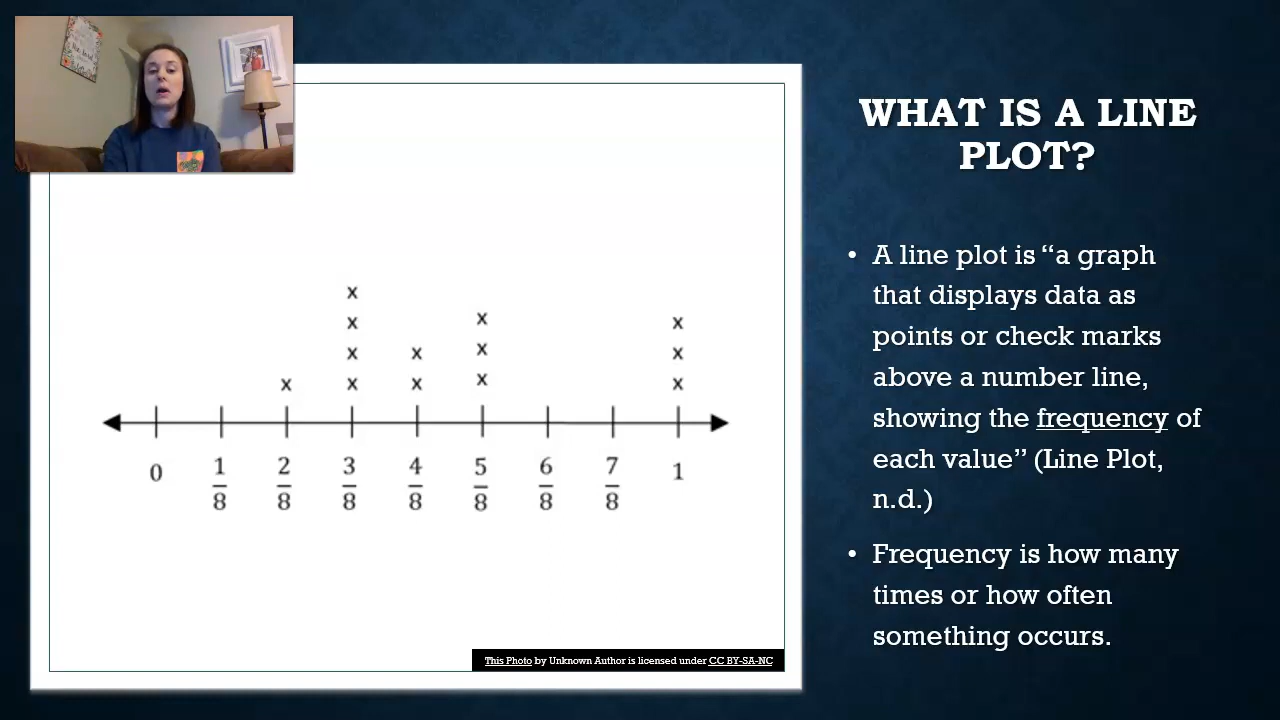 WHAT IS A LINE
PLOT?
• A line plot is “a graph
that displays data as
points or check marks
above a number line,
showing the frequency of
each value” (Line Plot,
n.d.)
• Frequency is how many
times or how often
something occurs.
x
x
x
x
x
x
x
x
x
x
x
x
x
0 1/8 2/8 3/8 4/8 5/8 6/8 7/8 1
This Photo by Unknown Author is licensed under CC BY-SA-NC